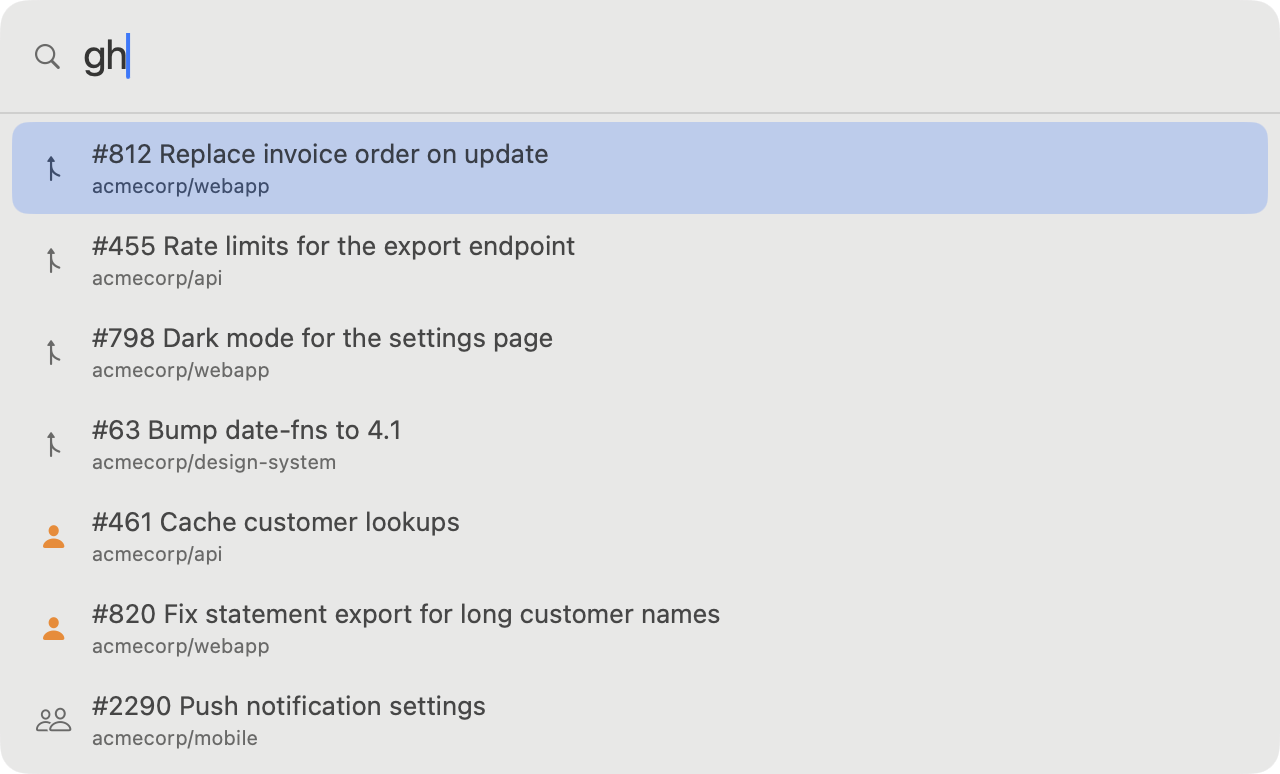 gh
#812 Replace invoice order on update
acmecorp/webapp
#455 Rate limits for the export endpoint
acmecorp/api
#798 Dark mode for the settings page
acmecorp/webapp
#63 Bump date-fns to 4.1
acmecorp/design-system
#461 Cache customer lookups
acmecorp/api
#820 Fix statement export for long customer names
acmecorp/webapp
#2290 Push notification settings
acmecorp/mobile